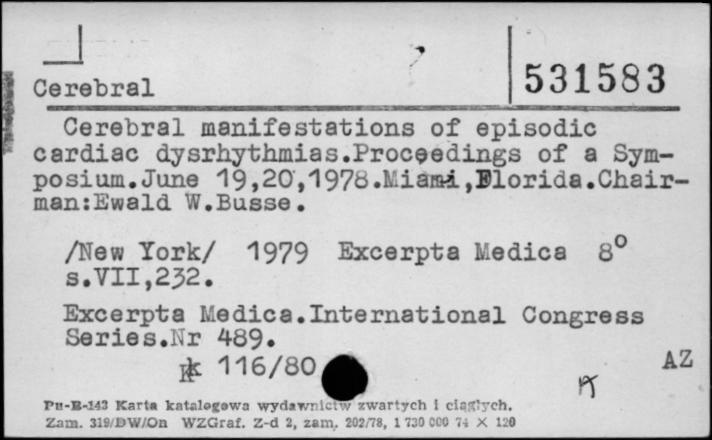 531583
Cerebral
Cerebral manifestations of episodic
cardiac dysrhythmias.Proceedings of a Sym-
posium.June 19,20,1978.Miami,Florida.Chair-
man:Ewald W.Busse.
/New York/ 1979 Excerpta Medica 8°
s.VII,232.
Excerpta Medica.International Congress
Series.Nr 489.
k 116/80
AZ
Pu-B-143 Karta katalogowa wydawnictw zwartych i ciągłych.
Zam. 319/DW/On WZGraf. Z-d 2, zam. 202/78, 1 730 000 74 X 120